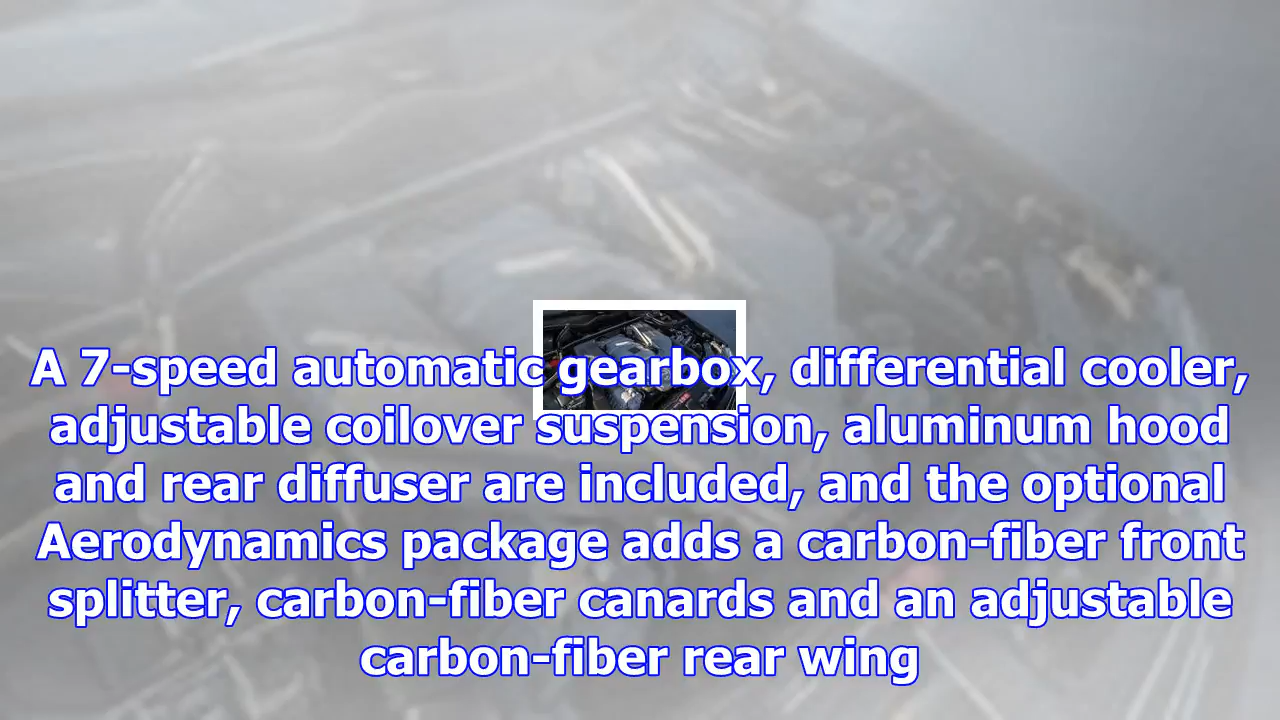 A 7-speed automatic gearbox, differential cooler,
adjustable coilover suspension, aluminum hood
and rear diffuser are included, and the optional
Aerodynamics package adds a carbon-fiber front
splitter, carbon-fiber canards and an adjustable
carbon-fiber rear wing